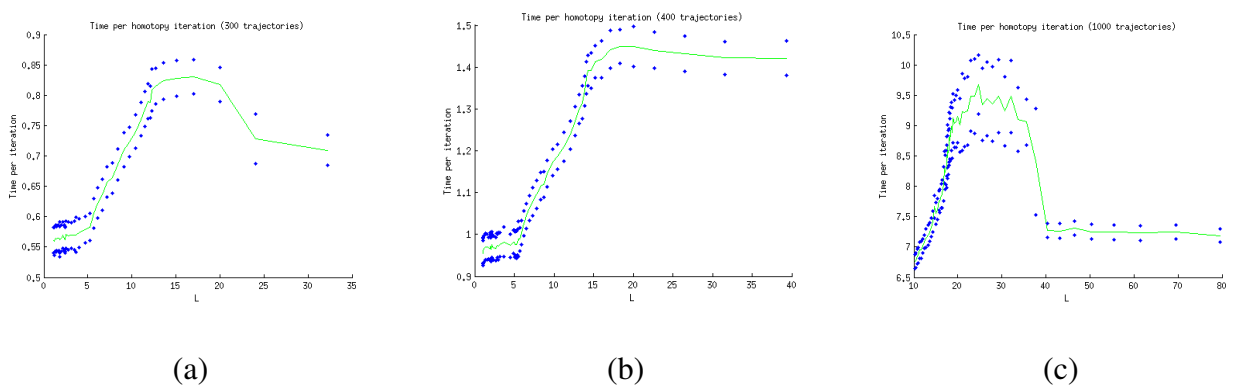 Time per homotopy iteration (300 trajectories)
Time per iteration
0.9
0.85
0.8
0.75
0.7
0.65
0.6
0.55
0.5
0 5 10 15 20 25 30 35
L
(a)
Time per homotopy iteration (400 trajectories)
Time per iteration
1.5
1.4
1.3
1.2
1.1
1
0.9
0 5 10 15 20 25 30 35 40
L
(b)
Time per homotopy iteration (1000 trajectories)
Time per iteration
10.5
10
9.5
9
8.5
8
7.5
7
6.5
10 20 30 40 50 60 70 80
L
(c)